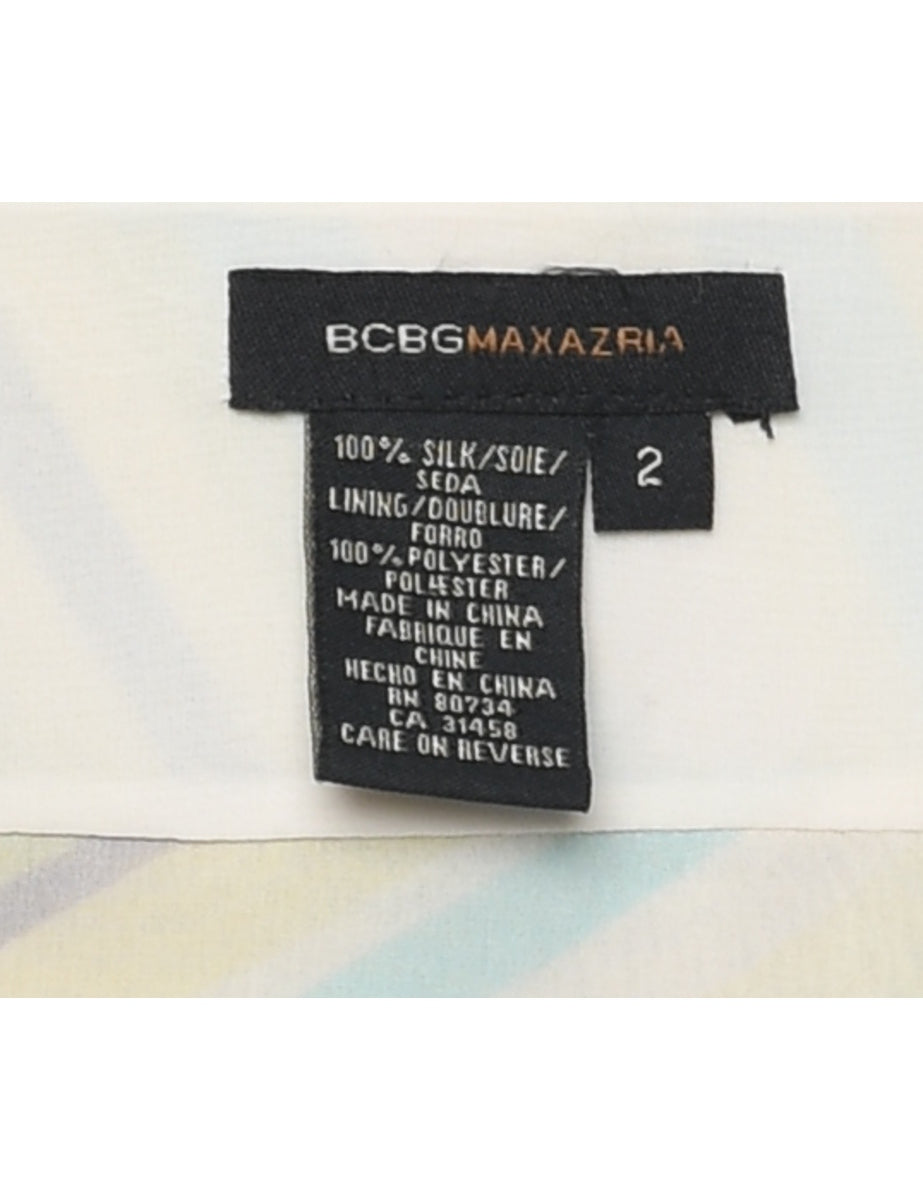 BCBGMAXAZRIA
2
100% SILK/SOIE/
SEDA
LINING/DOUBLURE/
FORRO
100% POLYESTER/
POLIESTER
MADE IN CHINA
FABRIQUE EN
CHINE
HECHO EN CHINA
RN 80734
CA 31458
CARE ON REVERSE